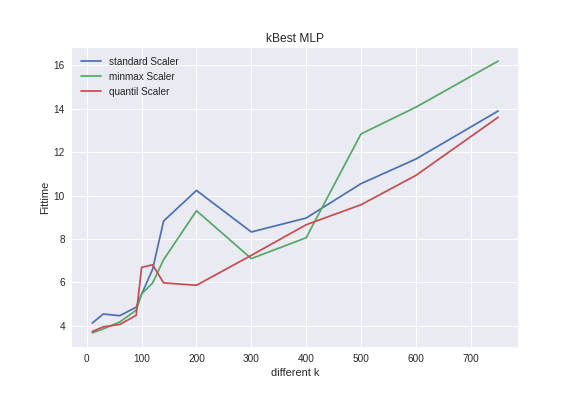 kBest MLP
standard Scaler
minmax Scaler
quantil Scaler
Fittime
16
14
12
10
8
6
4
0 100 200 300 400 500 600 700
different k